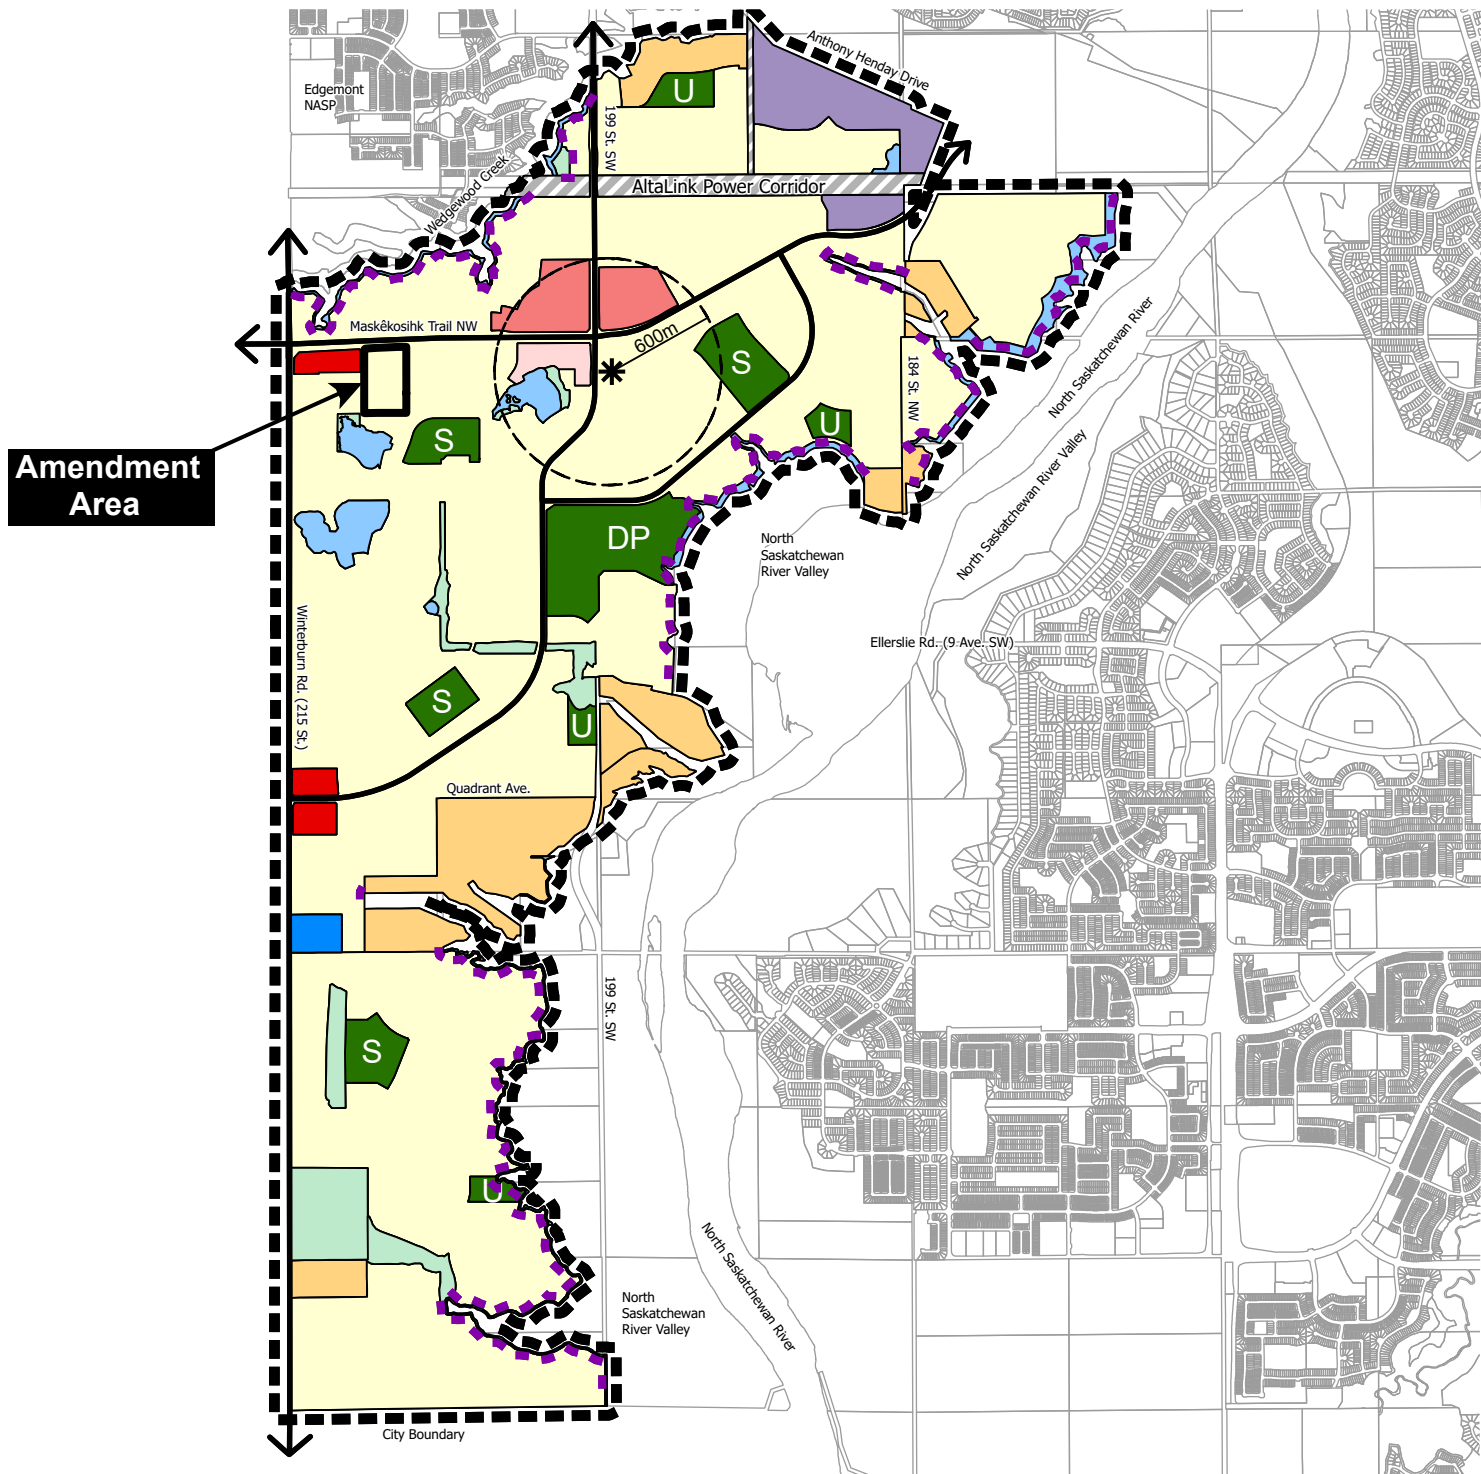 Anthony Henday Drive
Edgemont
NASP
U
199 St. SW
Wedgewood Creek
AltaLink Power Corridor
Maskêkosihk Trail NW
600m
North Saskatchewan River
S
184 St. NW
U
S
Amendment
Area
North Saskatchewan River Valley
DP
North
Saskatchewan
River Valley
Winterburn Rd. (215 St.)
Ellerslie Rd. (9 Ave. SW)
S
U
Quadrant Ave.
199 St. SW
S
U
North Saskatchewan River
North
Saskatchewan
River Valley
City Boundary